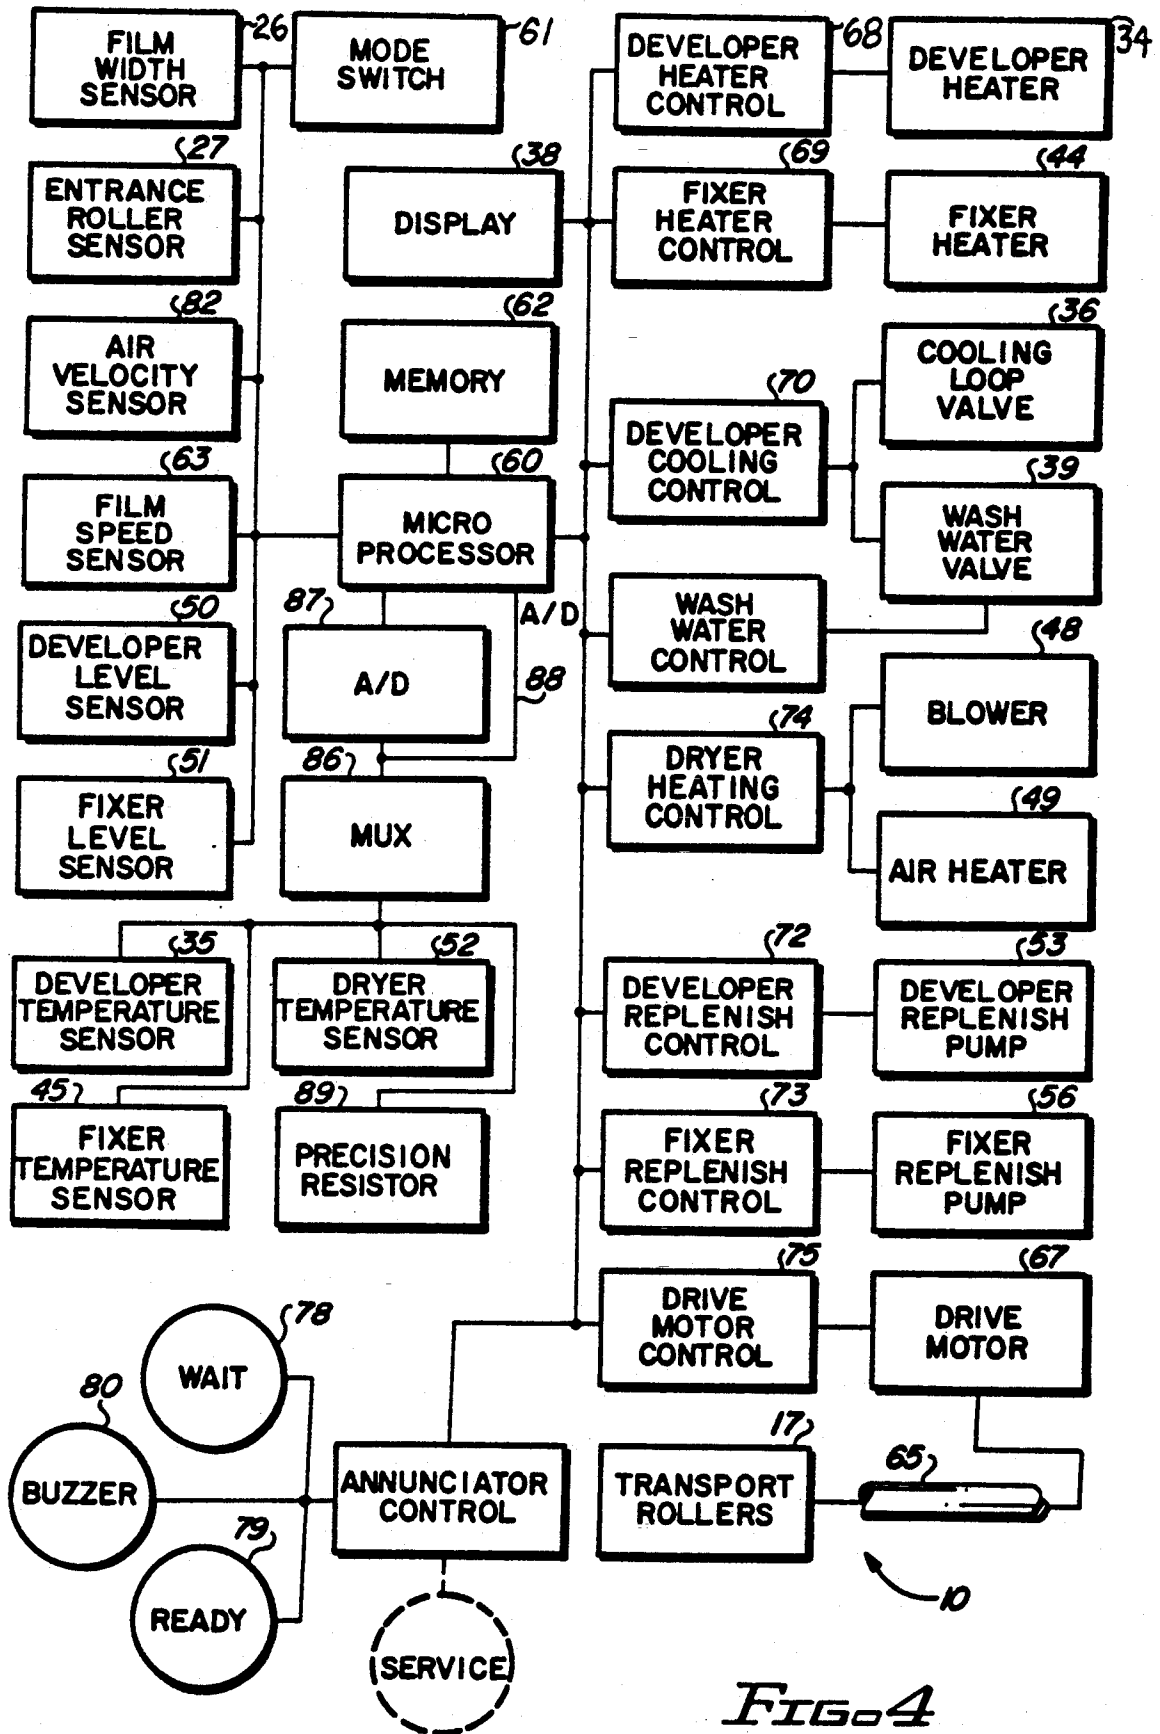 26
FILM
WIDTH
SENSOR
61
MODE
SWITCH
68
DEVELOPER
HEATER
CONTROL
34
DEVELOPER
HEATER
27
ENTRANCE
ROLLER
SENSOR
38
DISPLAY
69
FIXER
HEATER
CONTROL
44
FIXER
HEATER
82
AIR
VELOCITY
SENSOR
62
MEMORY
70
DEVELOPER
COOLING
CONTROL
36
COOLING
LOOP
VALVE
63
FILM
SPEED
SENSOR
60
MICRO
PROCESSOR
39
WASH
WATER
VALVE
50
DEVELOPER
LEVEL
SENSOR
87
A/D
A/D
88
WASH
WATER
CONTROL
48
BLOWER
51
FIXER
LEVEL
SENSOR
86
MUX
74
DRYER
HEATING
CONTROL
49
AIR HEATER
35
DEVELOPER
TEMPERATURE
SENSOR
52
DRYER
TEMPERATURE
SENSOR
72
DEVELOPER
REPLENISH
CONTROL
53
DEVELOPER
REPLENISH
PUMP
45
FIXER
TEMPERATURE
SENSOR
89
PRECISION
RESISTOR
73
FIXER
REPLENISH
CONTROL
56
FIXER
REPLENISH
PUMP
75
DRIVE
MOTOR
CONTROL
67
DRIVE
MOTOR
78
WAIT
80
BUZZER
79
READY
ANNUNCIATOR
CONTROL
SERVICE
17
TRANSPORT
ROLLERS
65
10
FIG. 4